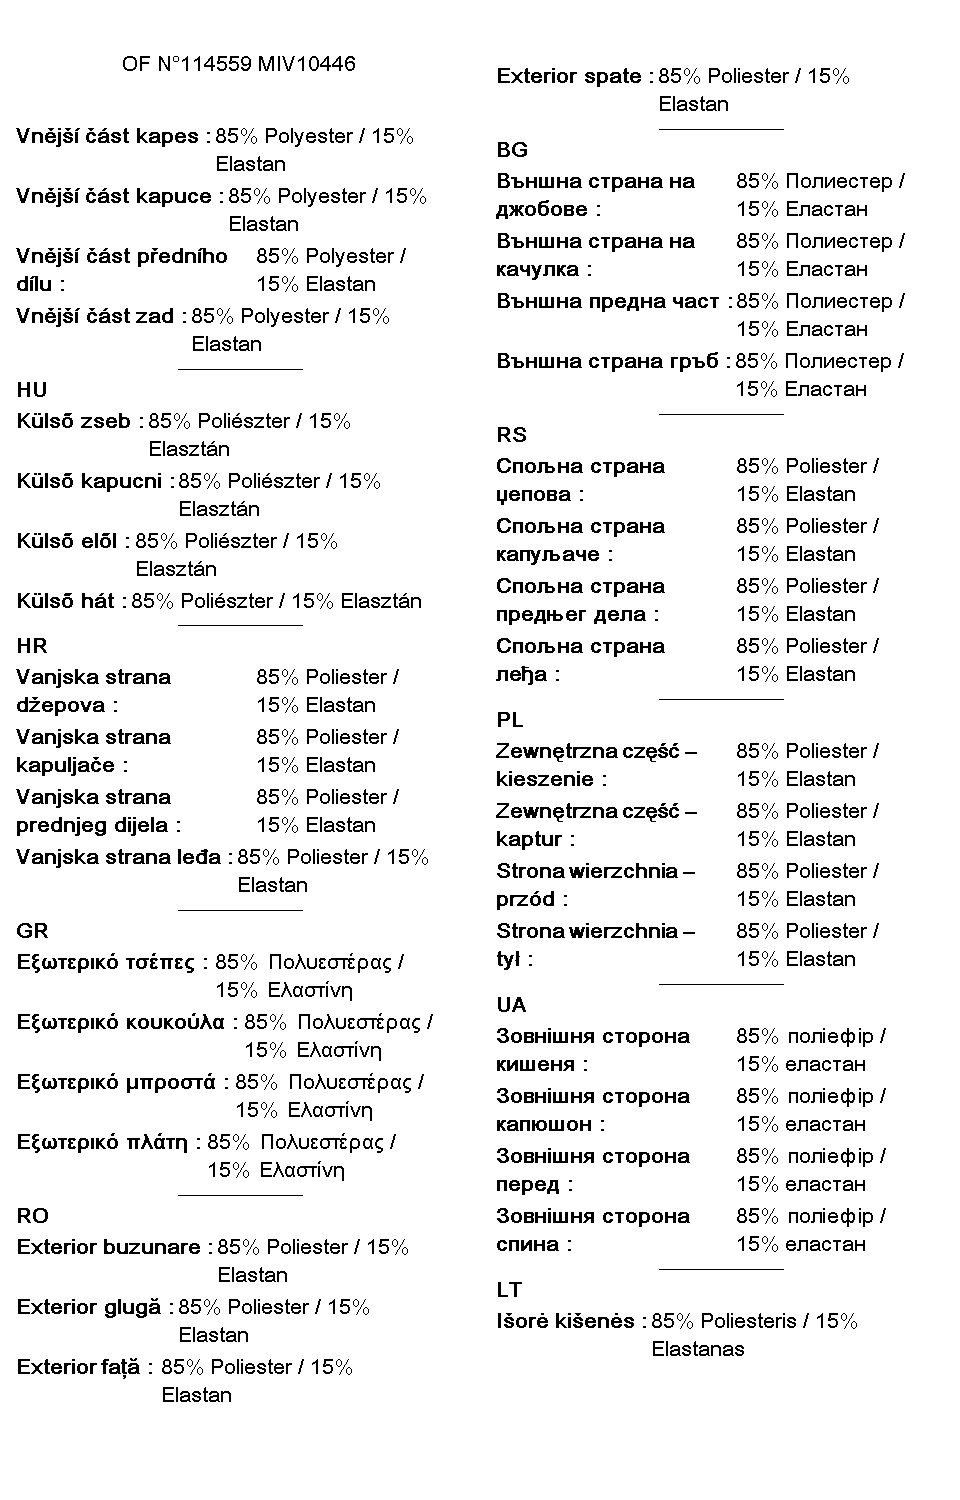 OF N°114559 MIV10446
Vnější část kapes : 85% Polyester / 15%
Elastan
Vnější část kapuce : 85% Polyester / 15%
Elastan
Vnější část předního 85% Polyester /
dílu : 15% Elastan
Vnější část zad : 85% Polyester / 15%
Elastan
HU
Külső zseb : 85% Poliészter / 15%
Elasztán
Külső kapucni : 85% Poliészter / 15%
Elasztán
Külső elől : 85% Poliészter / 15%
Elasztán
Külső hát : 85% Poliészter / 15% Elasztán
HR
Vanjska strana 85% Poliester /
džepova : 15% Elastan
Vanjska strana 85% Poliester /
kapuljače : 15% Elastan
Vanjska strana 85% Poliester /
prednjeg dijela : 15% Elastan
Vanjska strana leđa : 85% Poliester / 15%
Elastan
GR
Εξωτερικό τσέπες : 85% Πολυεστέρας /
15% Ελαστίνη
Εξωτερικό κουκούλα : 85% Πολυεστέρας /
15% Ελαστίνη
Εξωτερικό μπροστά : 85% Πολυεστέρας /
15% Ελαστίνη
Εξωτερικό πλάτη : 85% Πολυεστέρας /
15% Ελαστίνη
RO
Exterior buzunare : 85% Poliester / 15%
Elastan
Exterior glugă : 85% Poliester / 15%
Elastan
Exterior față : 85% Poliester / 15%
Elastan
Exterior spate : 85% Poliester / 15%
Elastan
BG
Външна страна на 85% Полиестер /
джобове : 15% Еластан
Външна страна на 85% Полиестер /
качулка : 15% Еластан
Външна предна част : 85% Полиестер /
15% Еластан
Външна страна гръб : 85% Полиестер /
15% Еластан
RS
Спољна страна 85% Poliester /
џепова : 15% Elastan
Спољна страна 85% Poliester /
капуљаче : 15% Elastan
Спољна страна 85% Poliester /
предњег дела : 15% Elastan
Спољна страна 85% Poliester /
леђа : 15% Elastan
PL
Zewnętrzna część – 85% Poliester /
kieszenie : 15% Elastan
Zewnętrzna część – 85% Poliester /
kaptur : 15% Elastan
Strona wierzchnia – 85% Poliester /
przód : 15% Elastan
Strona wierzchnia – 85% Poliester /
tył : 15% Elastan
UA
Зовнішня сторона 85% поліефір /
кишеня : 15% еластан
Зовнішня сторона 85% поліефір /
капюшон : 15% еластан
Зовнішня сторона 85% поліефір /
перед : 15% еластан
Зовнішня сторона 85% поліефір /
спина : 15% еластан
LT
Išorė kišenės : 85% Poliesteris / 15%
Elastanas